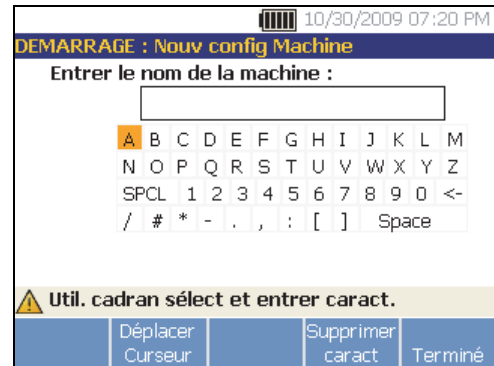 10/30/2009 07:20 PM
DEMARRAGE : Nouv config Machine
Entrer le nom de la machine :
A B C D E F G H I J K L M
N O P Q R S T U V W X Y Z
SPCL 1 2 3 4 5 6 7 8 9 0 <-
/ # * - . , : [ ] Space
Util. cadran sélect et entrer caract.
Déplacer Supprimer
Curseur caract Terminé